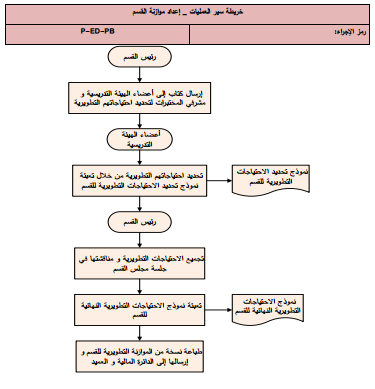 خريطة سير العمليات _ إعداد موازنة القسم
رمز الإجراء:
P-ED-PB
رئيس القسم
إرسال كتاب إلى أعضاء الهيئة التدريسية و
مشرفي المختبرات لتحديد احتياجاتهم التطويرية
أعضاء الهيئة
التدريسية
تحديد احتياجاتهم التطويرية من خلال تعبئة
نموذج تحديد الاحتياجات التطويرية للقسم
نموذج تحديد الاحتياجات
التطويرية للقسم
رئيس القسم
تجميع الاحتياجات التطويرية و مناقشتها في
جلسة مجلس القسم
تعبئة نموذج الاحتياجات التطويرية النهائية
للقسم
نموذج الاحتياجات
التطويرية النهائية للقسم
طباعة نسخة من الموازنة التطويرية للقسم و
إرسالها إلى الدائرة المالية و العميد